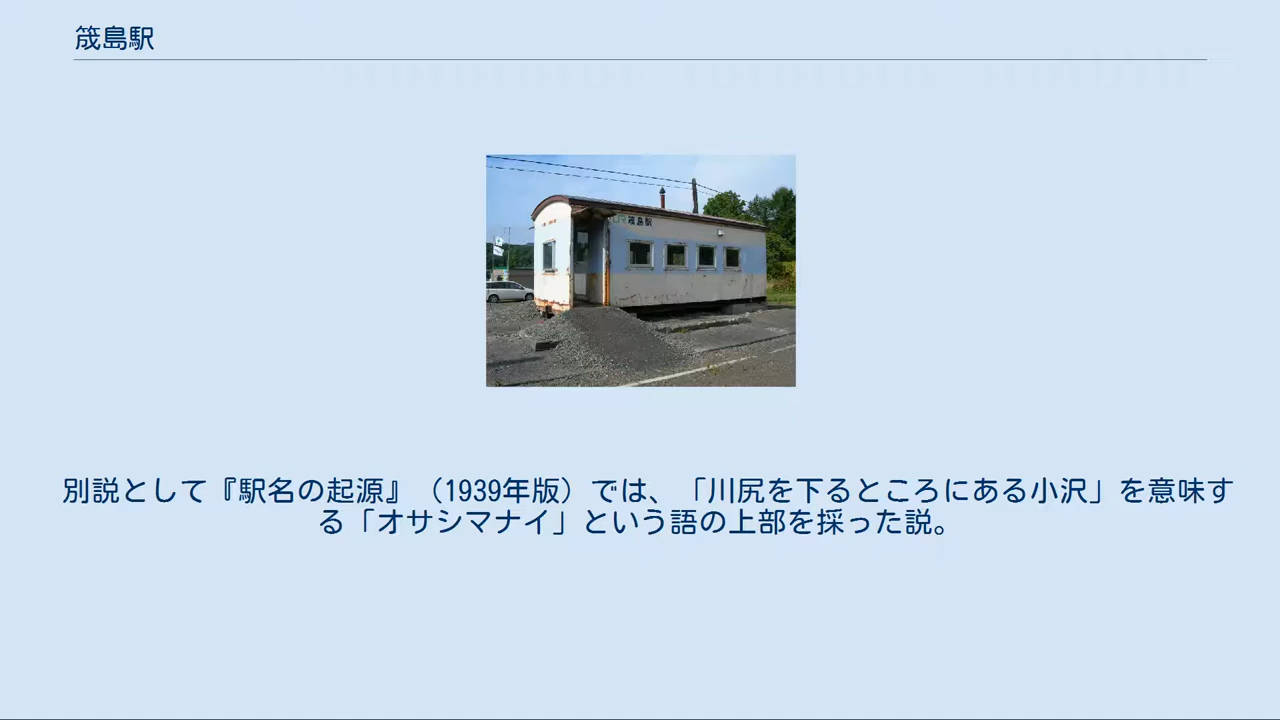 筬島駅
筬島駅
別説として『駅名の起源』（1939年版）では、「川尻を下るところにある小沢」を意味す
る「オサシマナイ」という語の上部を採った説。